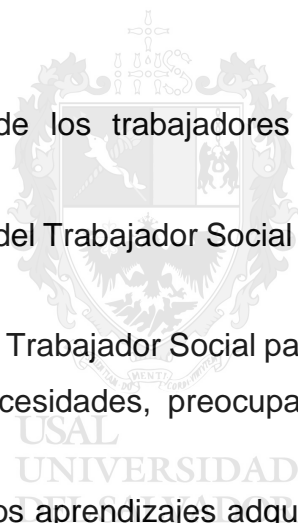 de los trabajadores
del Trabajador Social
Trabajador Social pa
cesidades, preocupa
USAL
UNIVERSIDAD
os aprendizajes adqu
DEL SALVADOR